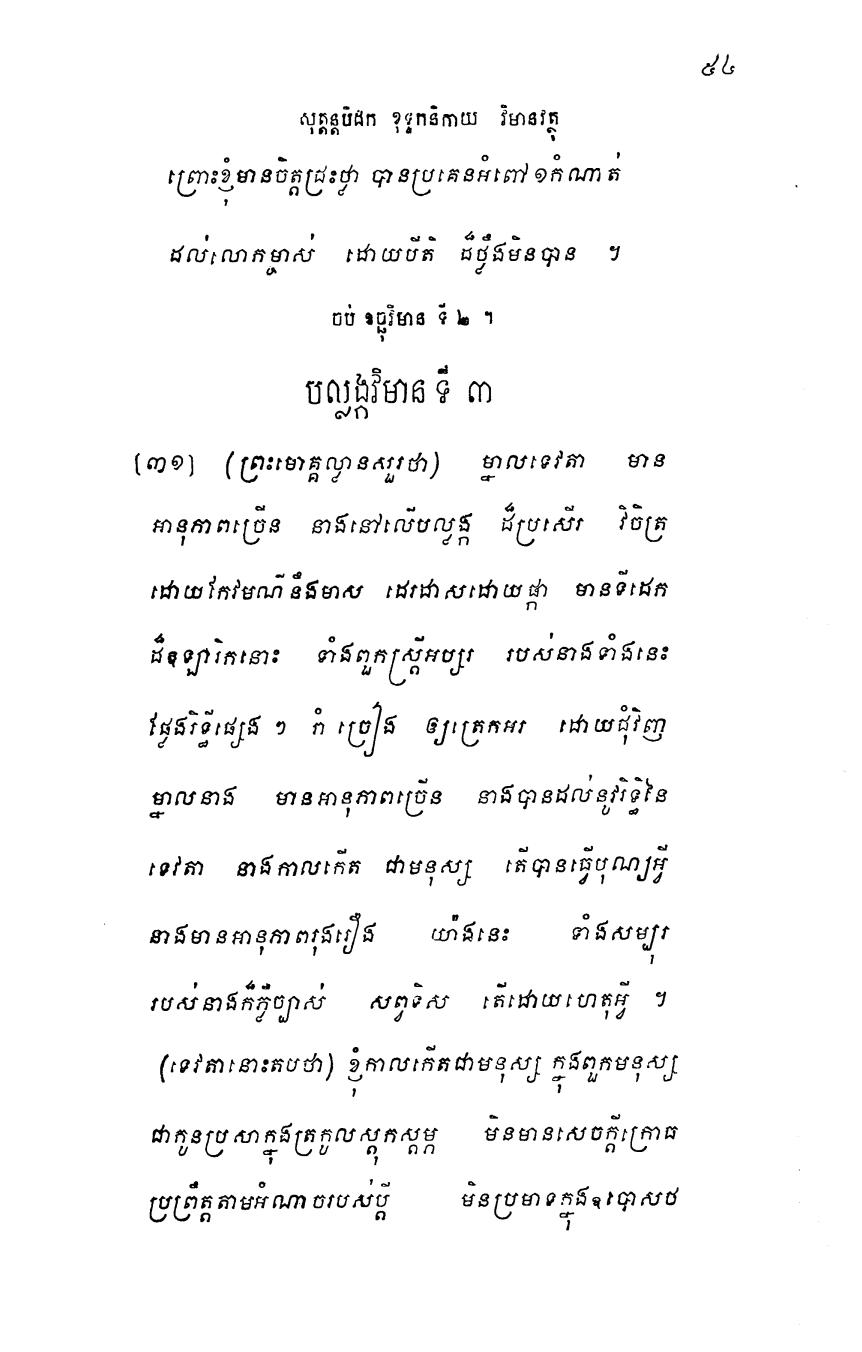 ៥៤
សុត្តន្តបិដក ខុទ្ទកនិកាយ វិមានវត្ថុ
ព្រោះខ្ញុំមានចិត្តជ្រះថ្លា បានប្រគេនអំពៅ ១ កំណាត់
ដល់លោកម្ចាស់ ដោយបីតិ ដ៏ថ្លឹងមិនបាន ។
ចប់ ឧច្ឆុវិមាន ទី ២ ។
បល្លង្កវិមាន ទី ៣
[៣១] (ព្រះមោគ្គល្លានសួរថា) ម្នាលទេវតា មាន
អានុភាពច្រើន នាងនៅលើបល្លង្ក ដ៏ប្រសើរ វិចិត្រ
ដោយកែវមណីនឹងមាស ដេរដាសដោយផ្កា មានទីដេក
ដ៏ឧឡារិកនោះ ទាំងពួកស្រ្តីអប្សរ របស់នាងទាំងនេះ
ថ្លែងរិទ្ធីផ្សេង ៗ រាំ ច្រៀង ឲ្យត្រេកអរ ដោយជុំវិញ
ម្នាលនាង មានអានុភាពច្រើន នាងបានដល់នូវរិទ្ធិនៃ
ទេវតា នាងកាលកើត ជាមនុស្ស តើបានធ្វើបុណ្យអ្វី
នាងមានអានុភាពរុងរឿង យ៉ាងនេះ ទាំងសម្បុរ
របស់នាងក៏ភ្លឺច្បាស់ សព្វទិស តើដោយហេតុអ្វី ។
(ទេវតានោះតបថា) ខ្ញុំកាលកើតជាមនុស្ស ក្នុងពួកមនុស្ស
ជាកូនប្រសាក្នុងត្រកូលស្តុកស្តម្ភ មិនមានសេចក្តីក្រោធ
ប្រព្រឹត្តតាមអំណាចរបស់ប្តី មិនប្រមាទក្នុងឧបោសថ